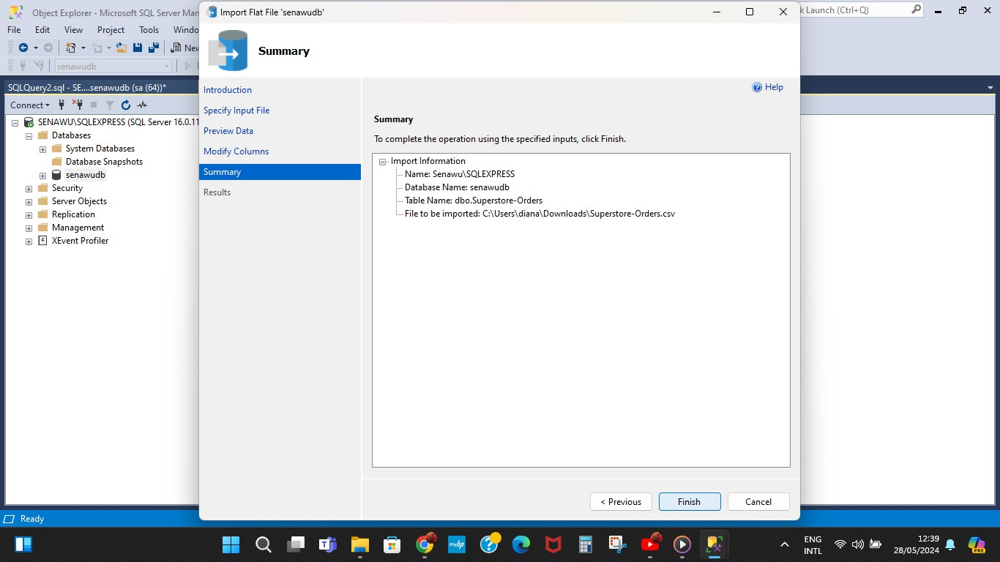 Object Explorer - Microsoft SQL Server Man
Import Flat File 'senawudb'
k Launch (Ctrl+Q)
File Edit View Project Tools Windo
New
senawudb
Summary
SQLQuery2.sql - SE....senawudb (sa (64))*
Connect
SENAWU\SQLEXPRESS (SQL Server 16.0.11
Databases
System Databases
Database Snapshots
senawudb
Security
Server Objects
Replication
Management
XEvent Profiler
Introduction
Specify Input File
Preview Data
Modify Columns
Summary
Results
Help
Summary
To complete the operation using the specified inputs, click Finish.
Import Information
Name: Senawu\SQLEXPRESS
Database Name: senawudb
Table Name: dbo.Superstore-Orders
File to be imported: C:\Users\diana\Downloads\Superstore-Orders.csv
< Previous Finish Cancel
Ready
myhp
ENG
INTL
12:39
28/05/2024
PRE